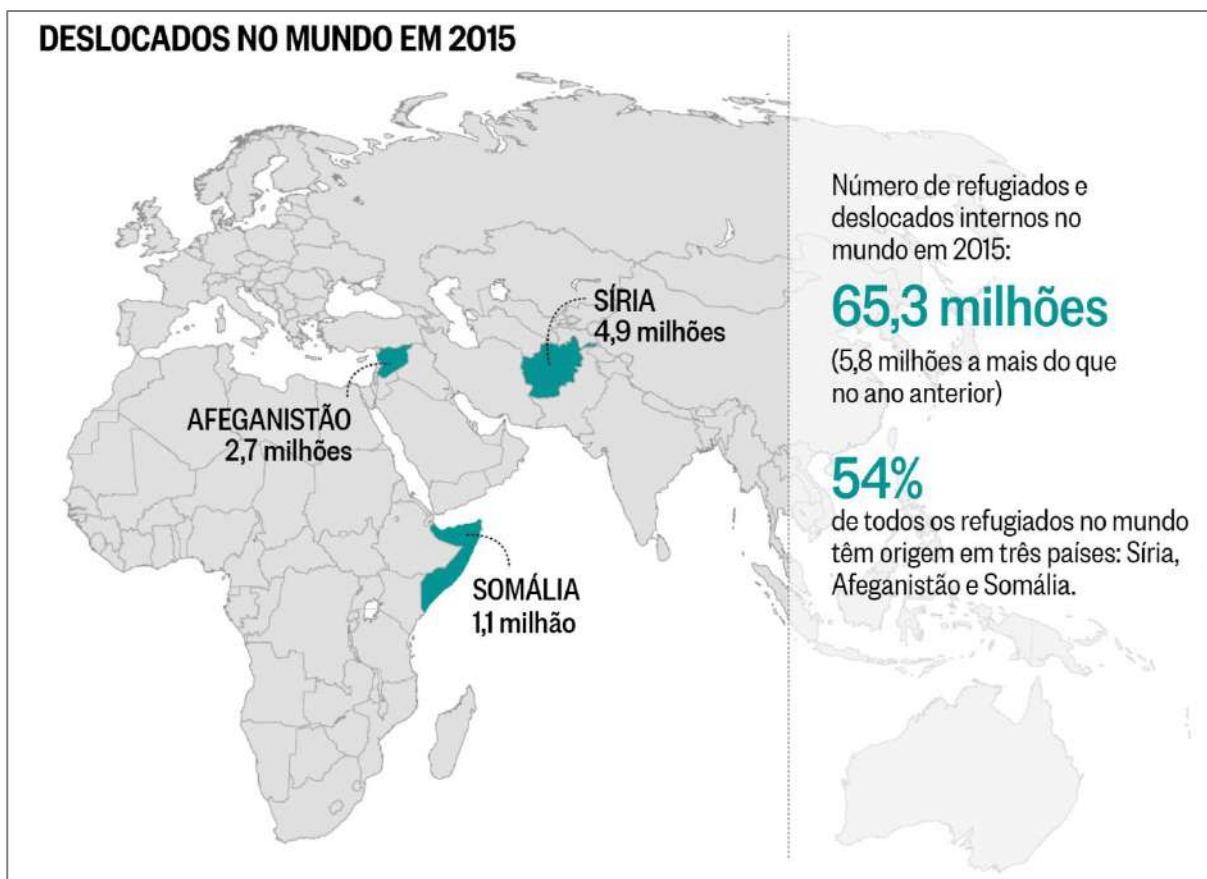 DESLOCADOS NO MUNDO EM 2015
SÍRIA
4,9 milhões
AFEGANISTÃO
2,7 milhões
SOMÁLIA
1,1 milhão
Número de refugiados e
deslocados internos no
mundo em 2015:
65,3 milhões
(5,8 milhões a mais do que
no ano anterior)
54%
de todos os refugiados no mundo
têm origem em três países: Síria,
Afeganistão e Somália.